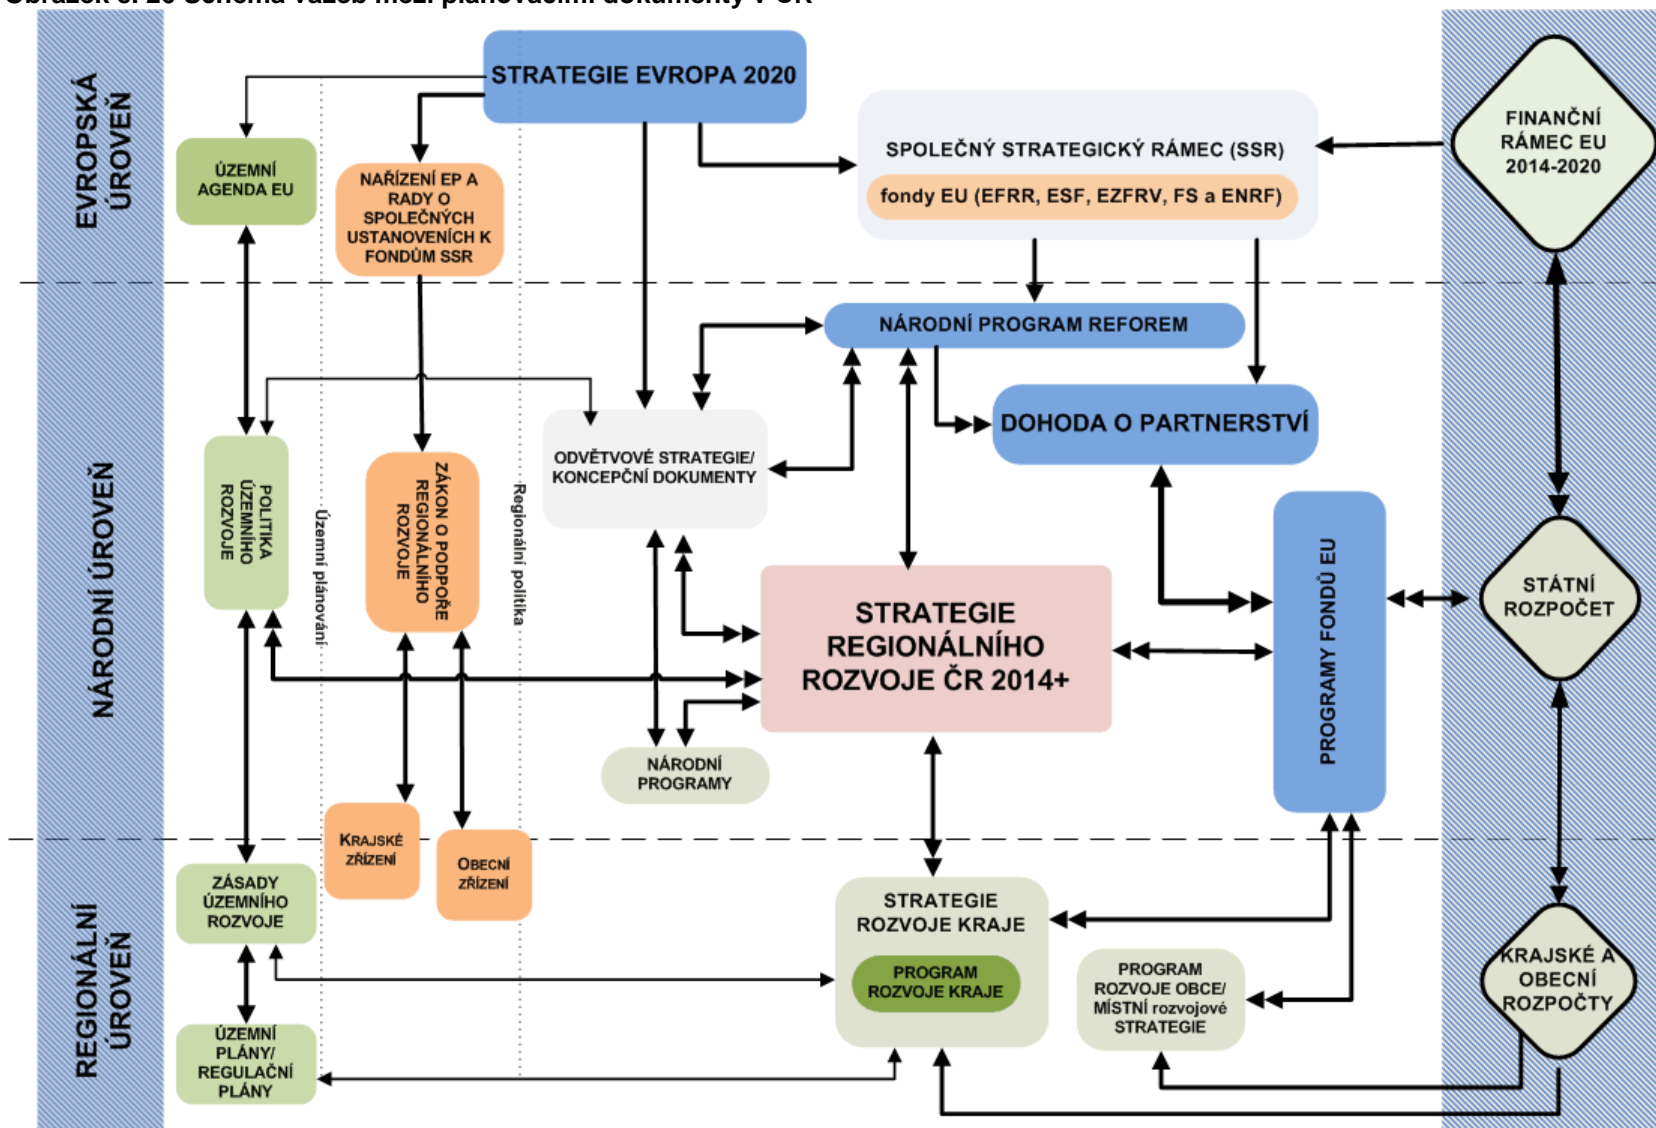 EVROPSKÁ
ÚROVEŇ
STRATEGIE EVROPA 2020
ÚZEMNÍ
AGENDA EU
NAŘÍZENÍ EP A
RADY O
SPOLEČNÝCH
USTANOVENÍCH K
FONDŮM SSR
SPOLEČNÝ STRATEGICKÝ RÁMEC (SSR)
fondy EU (EFRR, ESF, EZFRV, FS a ENRF)
FINANČNÍ
RÁMEC EU
2014-2020
NÁRODNÍ ÚROVEŇ
NÁRODNÍ PROGRAM REFOREM
DOHODA O PARTNERSTVÍ
ODVĚTVOVÉ STRATEGIE/
KONCEPČNÍ DOKUMENTY
POLITIKA
ÚZEMNÍHO
ROZVOJE
Územní plánování
ZÁKON O PODPOŘE
REGIONÁLNÍHO
ROZVOJE
Regionální politika
STRATEGIE
REGIONÁLNÍHO
ROZVOJE ČR 2014+
PROGRAMY FONDŮ EU
STÁTNÍ
ROZPOČET
NÁRODNÍ
PROGRAMY
KRAJSKÉ
ZŘÍZENÍ
OBECNÍ
ZŘÍZENÍ
REGIONÁLNÍ
ÚROVEŇ
ZÁSADY
ÚZEMNÍHO
ROZVOJE
STRATEGIE
ROZVOJE KRAJE
PROGRAM
ROZVOJE KRAJE
PROGRAM
ROZVOJE OBCE/
MÍSTNÍ rozvojové
STRATEGIE
KRAJSKÉ A
OBECNÍ
ROZPOČTY
ÚZEMNÍ
PLÁNY/
REGULAČNÍ
PLÁNY